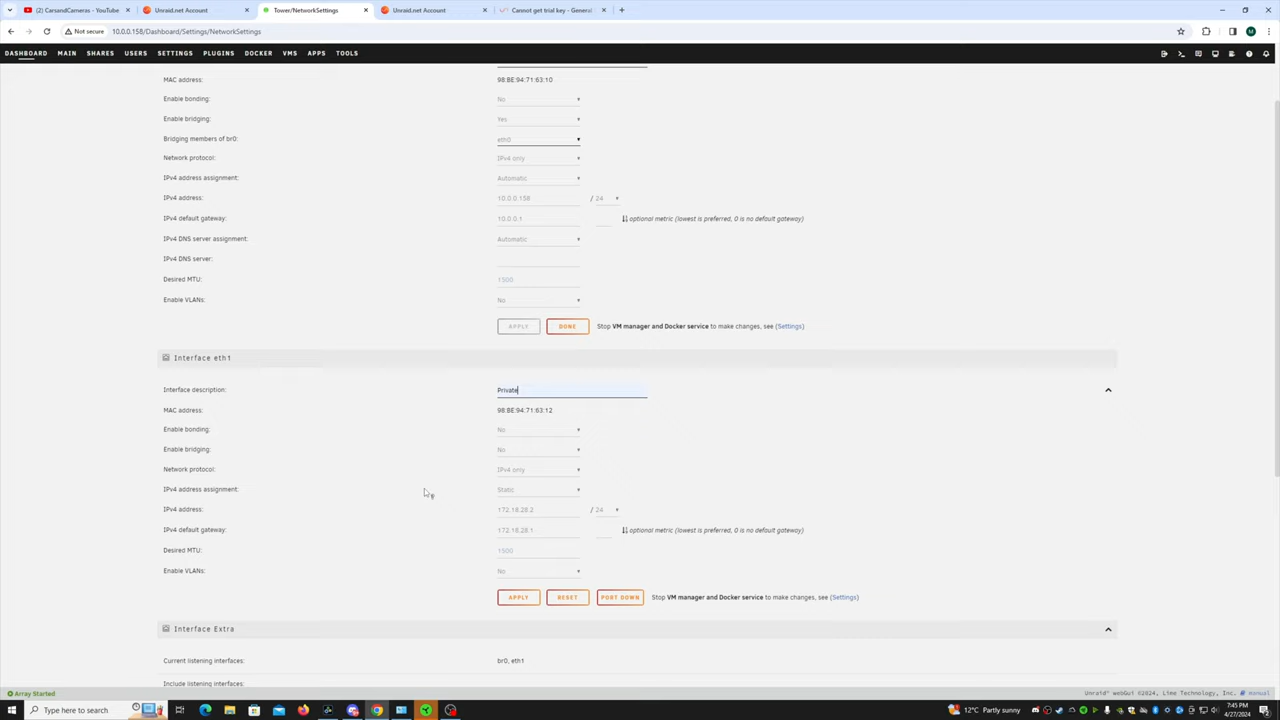 (2) CarsandCameras - YouTube
Unraid.net Account
Tower/NetworkSettings
Unraid.net Account
Cannot get trial key - General
Not secure
10.0.0.158/Dashboard/Settings/NetworkSettings
M
DASHBOARD MAIN SHARES USERS SETTINGS PLUGINS DOCKER VMS APPS TOOLS
MAC address: 98:BE:94:71:63:10
Enable bonding: No
Enable bridging: Yes
Bridging members of br0: eth0
Network protocol: IPv4 only
IPv4 address assignment: Automatic
IPv4 address: 10.0.0.158 / 24
IPv4 default gateway: 10.0.0.1 optional metric (lowest is preferred, 0 is no default gateway)
IPv4 DNS server assignment: Automatic
IPv4 DNS server:
Desired MTU: 1500
Enable VLANs: No
APPLY DONE Stop VM manager and Docker service to make changes, see (Settings)
Interface eth1
Interface description: Private
MAC address: 98:BE:94:71:63:12
Enable bonding: No
Enable bridging: No
Network protocol: IPv4 only
IPv4 address assignment: Static
IPv4 address: 172.18.28.2 / 24
IPv4 default gateway: 172.18.28.1 optional metric (lowest is preferred, 0 is no default gateway)
Desired MTU: 1500
Enable VLANs: No
APPLY RESET PORT DOWN Stop VM manager and Docker service to make changes, see (Settings)
Interface Extra
Current listening interfaces: br0, eth1
Include listening interfaces:
Array Started
Unraid® webGui ©2024, Lime Technology, Inc. manual
Type here to search
12°C Partly sunny
7:45 PM
4/27/2024